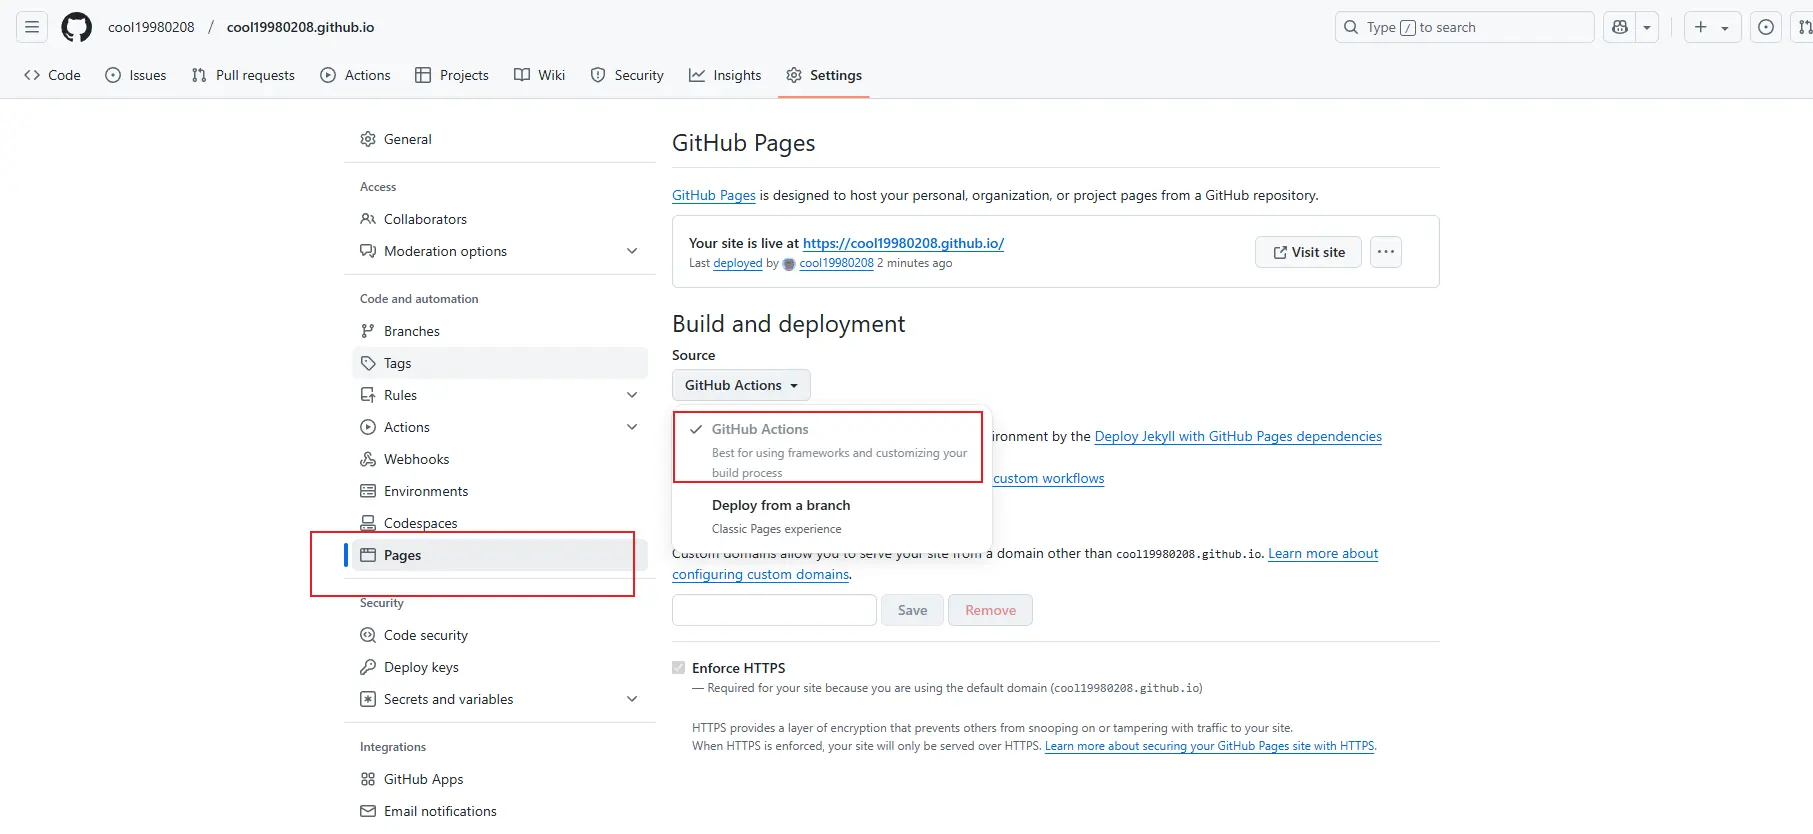 cool19980208 / cool19980208.github.io
Type / to search
Code
Issues
Pull requests
Actions
Projects
Wiki
Security
Insights
Settings
General
Access
Collaborators
Moderation options
Code and automation
Branches
Tags
Rules
Actions
Webhooks
Environments
Codespaces
Pages
Security
Code security
Deploy keys
Secrets and variables
Integrations
GitHub Apps
Email notifications
GitHub Pages
GitHub Pages is designed to host your personal, organization, or project pages from a GitHub repository.
Your site is live at https://cool19980208.github.io/
Last deployed by cool19980208 2 minutes ago
Visit site
Build and deployment
Source
GitHub Actions
GitHub Actions
Best for using frameworks and customizing your
build process
Deploy from a branch
Classic Pages experience
ironment by the Deploy Jekyll with GitHub Pages dependencies
custom workflows
Custom domains allow you to serve your site from a domain other than cool19980208.github.io. Learn more about
configuring custom domains.
Save
Remove
Enforce HTTPS
— Required for your site because you are using the default domain (cool19980208.github.io)
HTTPS provides a layer of encryption that prevents others from snooping on or tampering with traffic to your site.
When HTTPS is enforced, your site will only be served over HTTPS. Learn more about securing your GitHub Pages site with HTTPS.